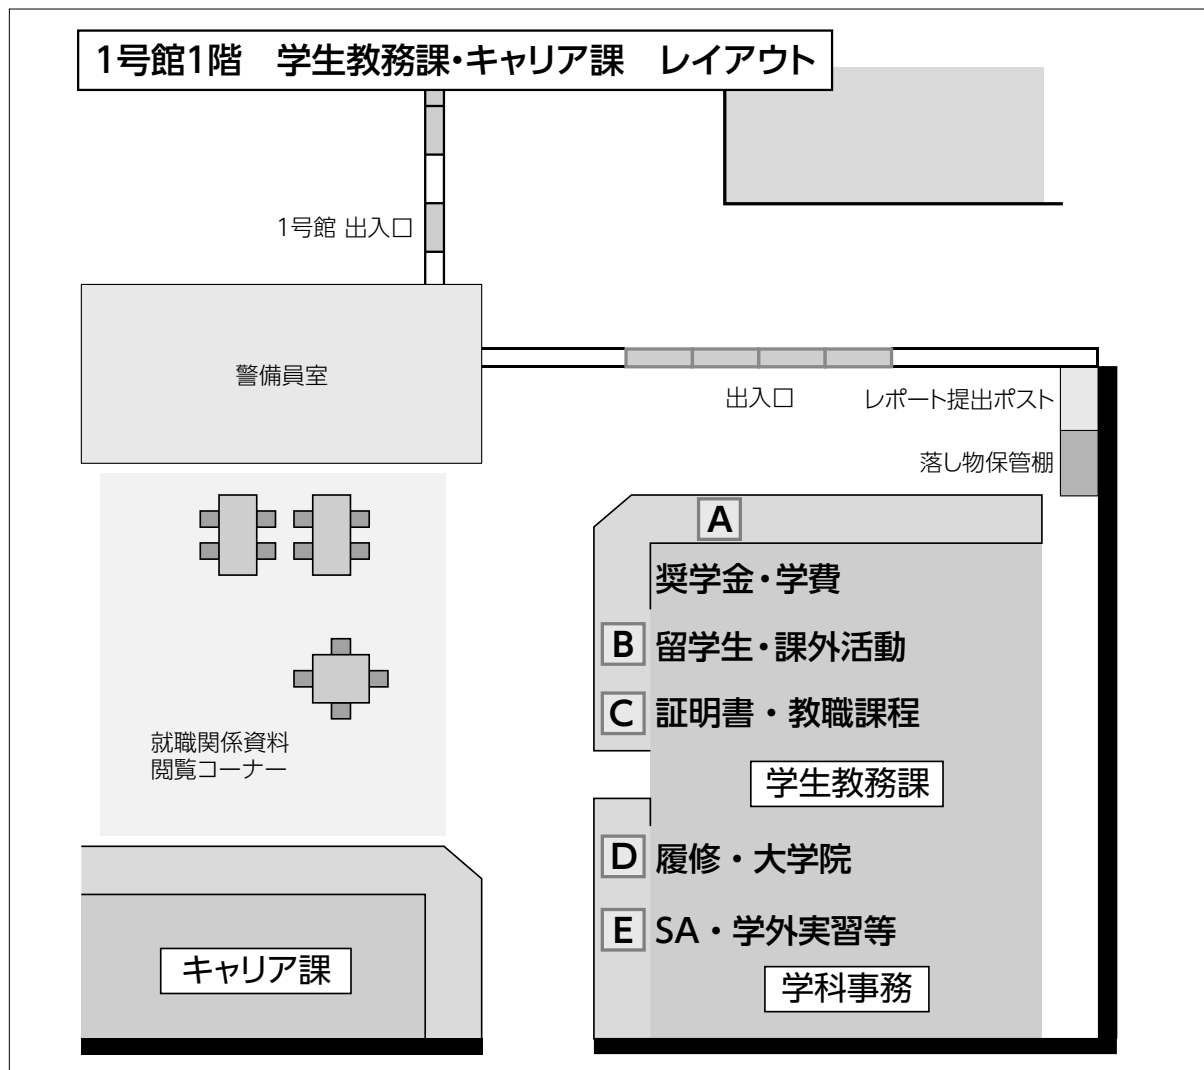 1号館1階　学生教務課・キャリア課　レイアウト
1号館 出入口
警備員室
出入口
レポート提出ポスト
落し物保管棚
A
奨学金・学費
B 留学生・課外活動
C 証明書・教職課程
就職関係資料
閲覧コーナー
学生教務課
D 履修・大学院
E SA・学外実習等
キャリア課
学科事務